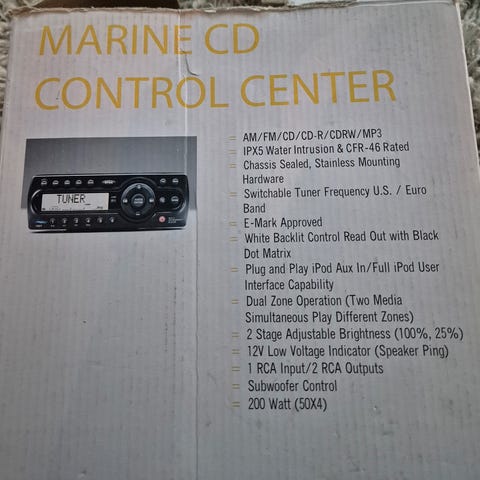 MARINE CD
CONTROL CENTER
= AM/FM/CD/CD-R/CDRW/MP3
= IPX5 Water Intrusion & CFR-46 Rated
= Chassis Sealed, Stainless Mounting
Hardware
= Switchable Tuner Frequency U.S. / Euro
Band
= E-Mark Approved
= White Backlit Control Read Out with Black
Dot Matrix
= Plug and Play iPod Aux In/Full iPod User
Interface Capability
= Dual Zone Operation (Two Media
Simultaneous Play Different Zones)
= 2 Stage Adjustable Brightness (100%, 25%)
= 12V Low Voltage Indicator (Speaker Ping)
= 1 RCA Input/2 RCA Outputs
= Subwoofer Control
= 200 Watt (50X4)
TUNER